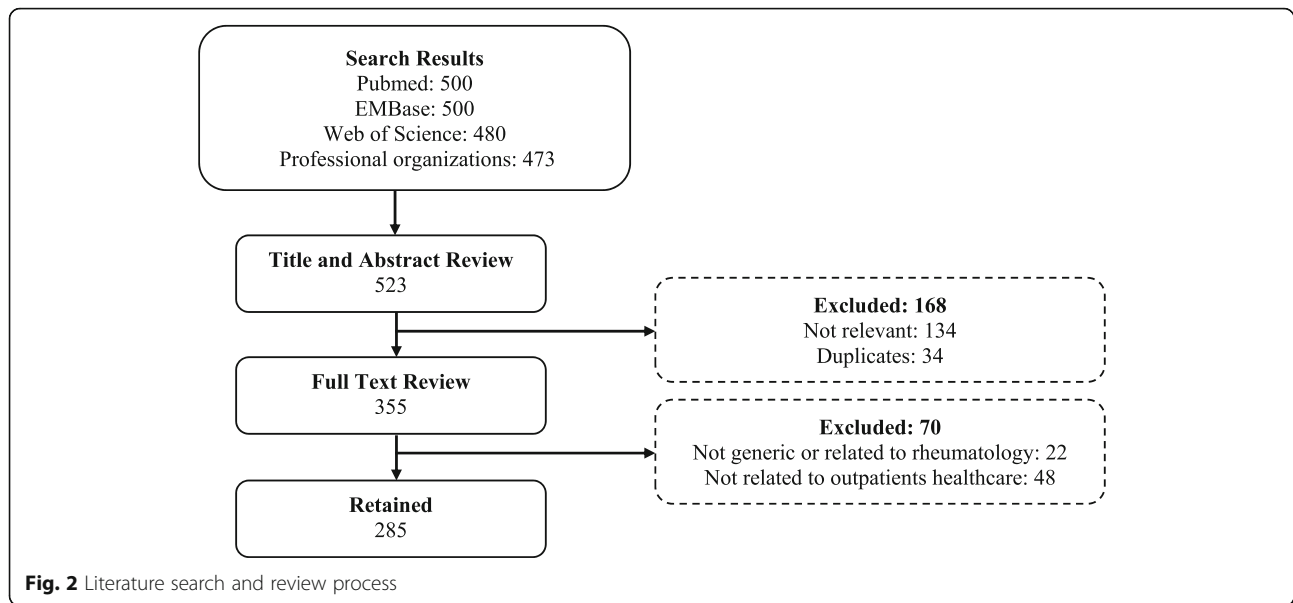 Search Results
Pubmed: 500
EMBase: 500
Web of Science: 480
Professional organizations: 473
Title and Abstract Review
523
Excluded: 168
Not relevant: 134
Duplicates: 34
Full Text Review
355
Excluded: 70
Not generic or related to rheumatology: 22
Not related to outpatients healthcare: 48
Retained
285
Fig. 2 Literature search and review process